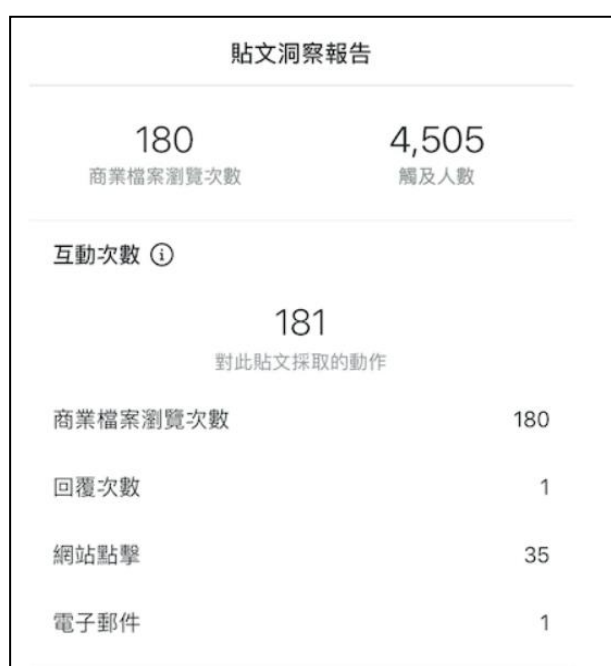 貼文洞察報告
180 4,505
商業檔案瀏覽次數 觸及人數
互動次數
181
對此貼文採取的動作
商業檔案瀏覽次數 180
回覆次數 1
網站點擊 35
電子郵件 1